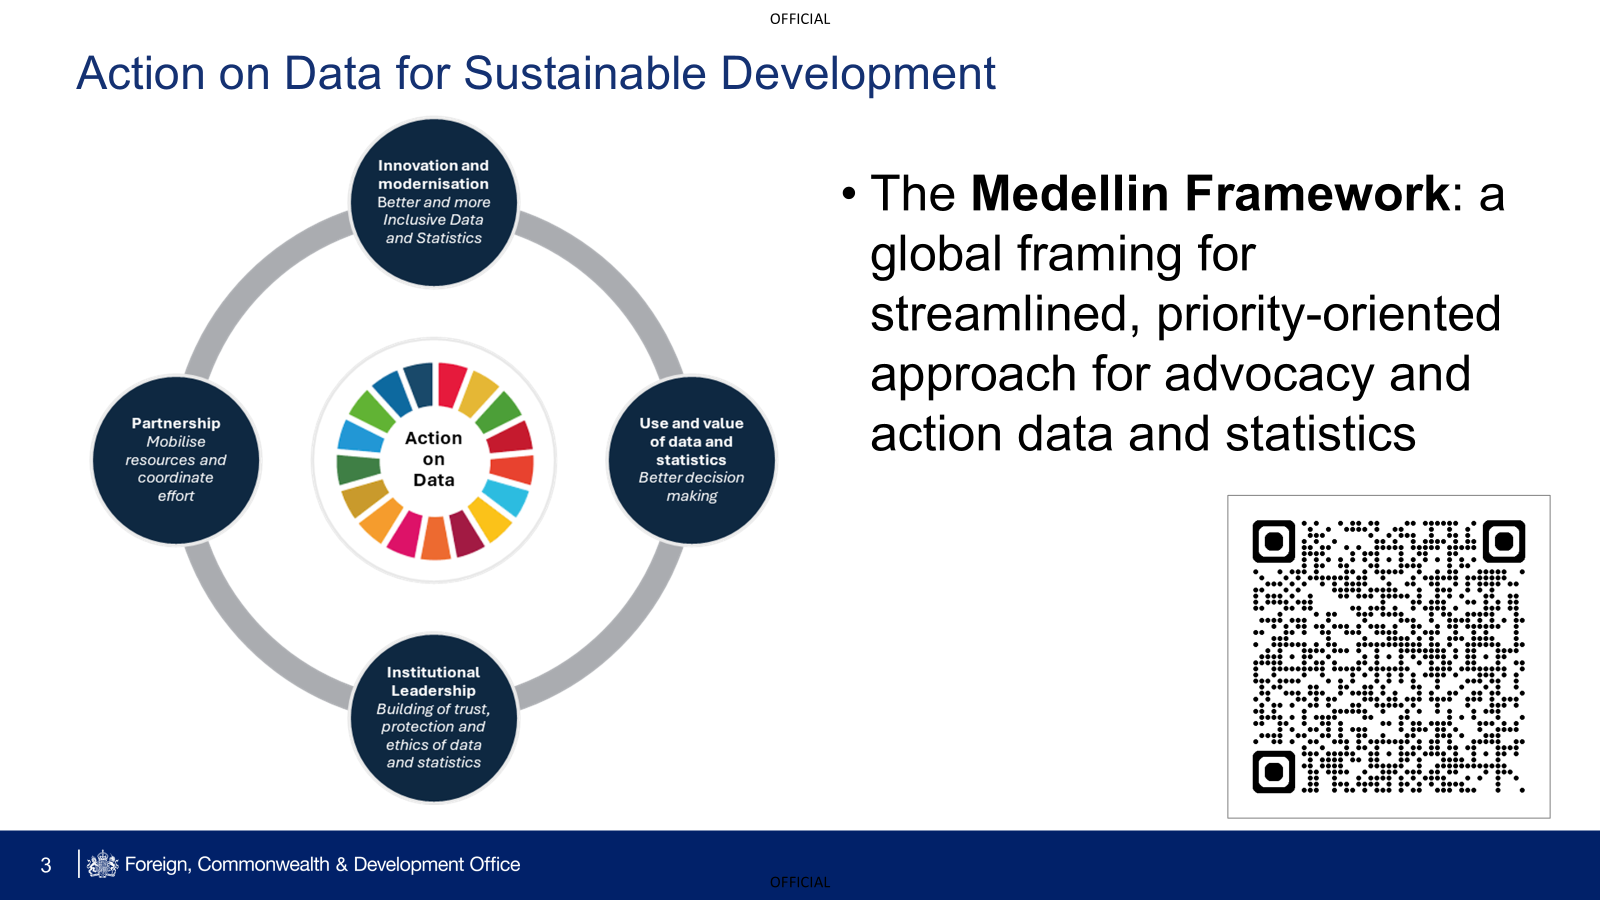 OFFICIAL
Action on Data for Sustainable Development
Innovation and
modernisation
Better and more
Inclusive Data
and Statistics
Partnership
Mobilise
resources and
coordinate
effort
Action
on
Data
Use and value
of data and
statistics
Better decision
making
Institutional
Leadership
Building of trust,
protection and
ethics of data
and statistics
• The Medellin Framework: a
global framing for
streamlined, priority-oriented
approach for advocacy and
action data and statistics
3
Foreign, Commonwealth & Development Office
OFFICIAL